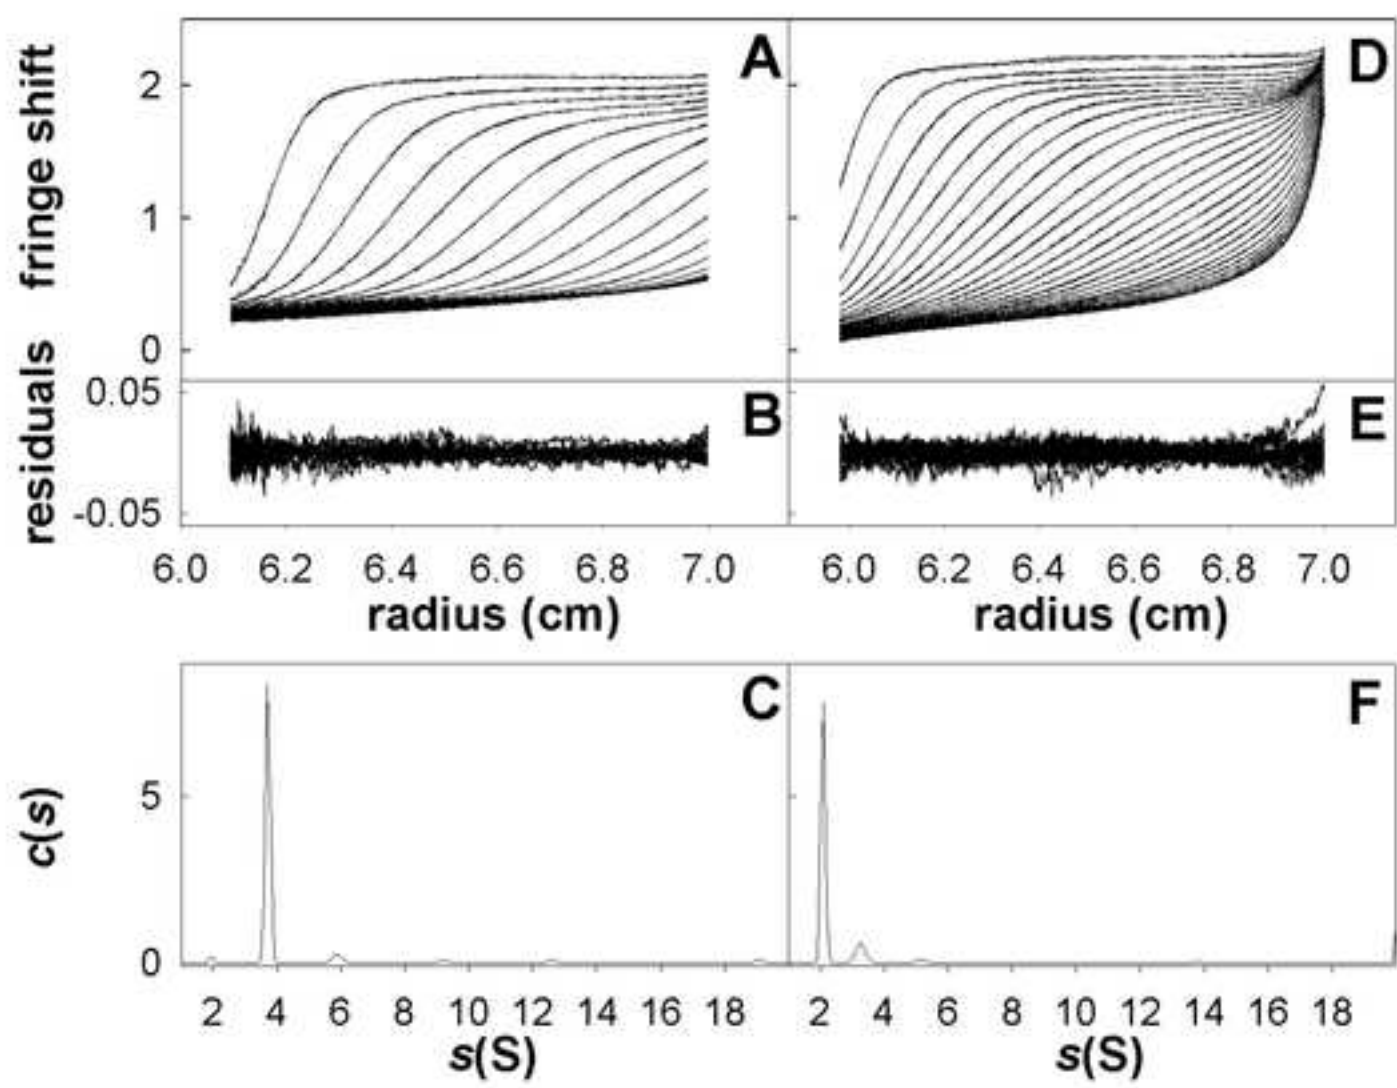 A
D
fringe shift
2
1
0
B
E
residuals
0.05
-0.05
6.0 6.2 6.4 6.6 6.8 7.0
6.0 6.2 6.4 6.6 6.8 7.0
radius (cm)
radius (cm)
C
F
c(s)
5
0
2 4 6 8 10 12 14 16 18
2 4 6 8 10 12 14 16 18
s(S)
s(S)